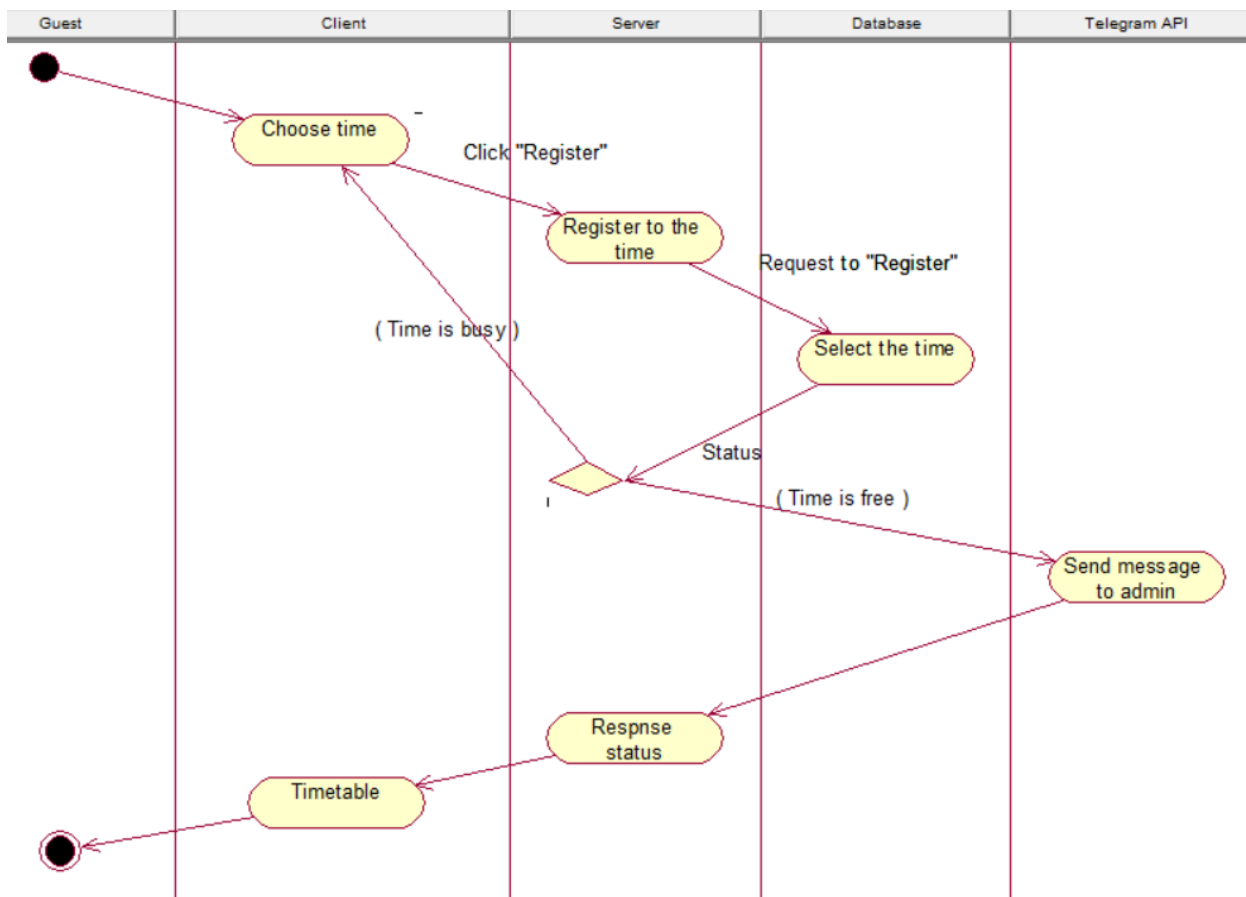 Guest
Client
Server
Database
Telegram API
Choose time
Click "Register"
Register to the
time
Request to "Register"
( Time is busy )
Select the time
Status
( Time is free )
Send message
to admin
Respnse
status
Timetable